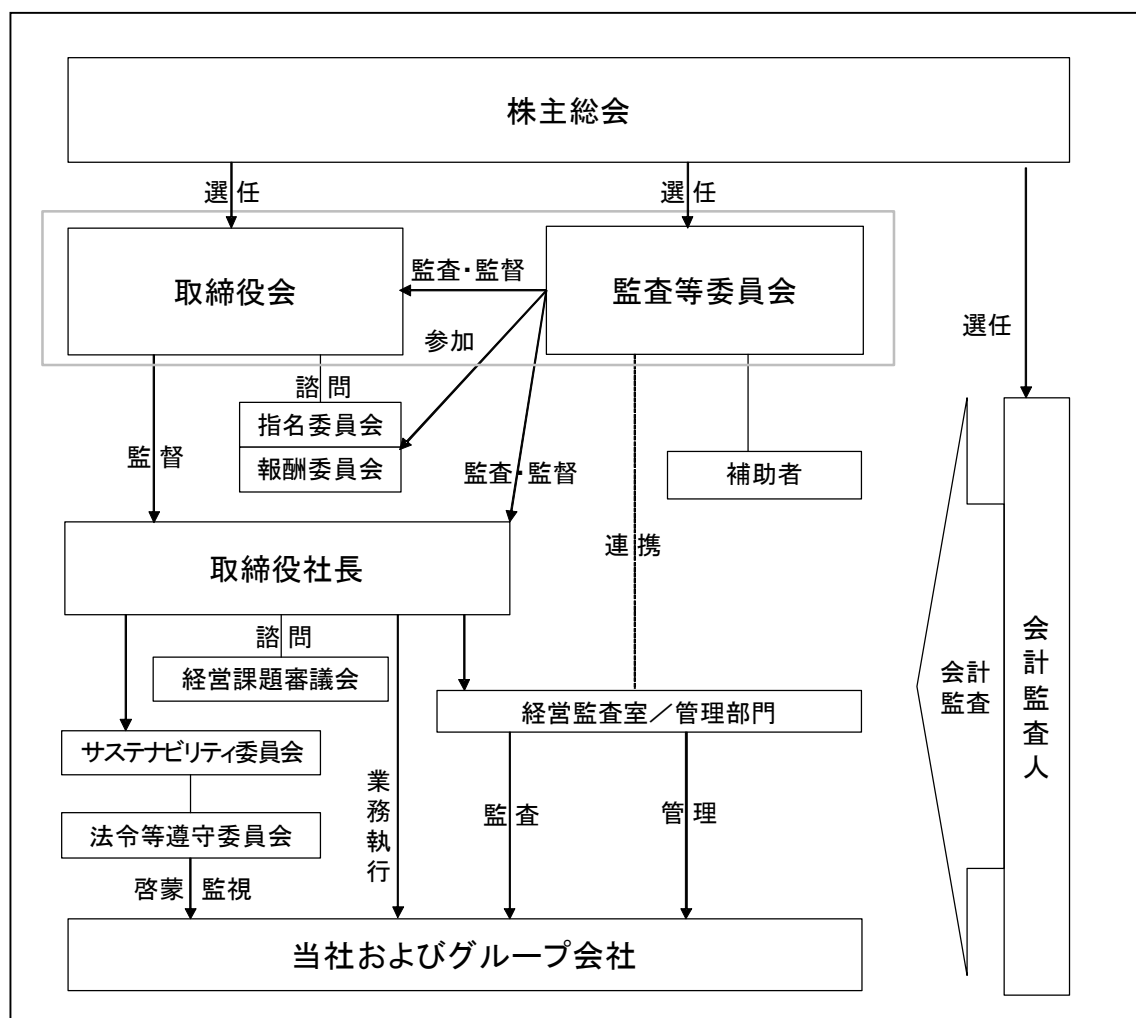 株主総会
選任
選任
選任
取締役会
監査・監督
監査等委員会
参加
諮問
指名委員会
報酬委員会
監督
監査・監督
補助者
連携
取締役社長
諮問
経営課題審議会
経営監査室／管理部門
サステナビリティ委員会
法令等遵守委員会
啓蒙 監視
業務執行
監査
管理
会計
監査
会計監査人
当社およびグループ会社